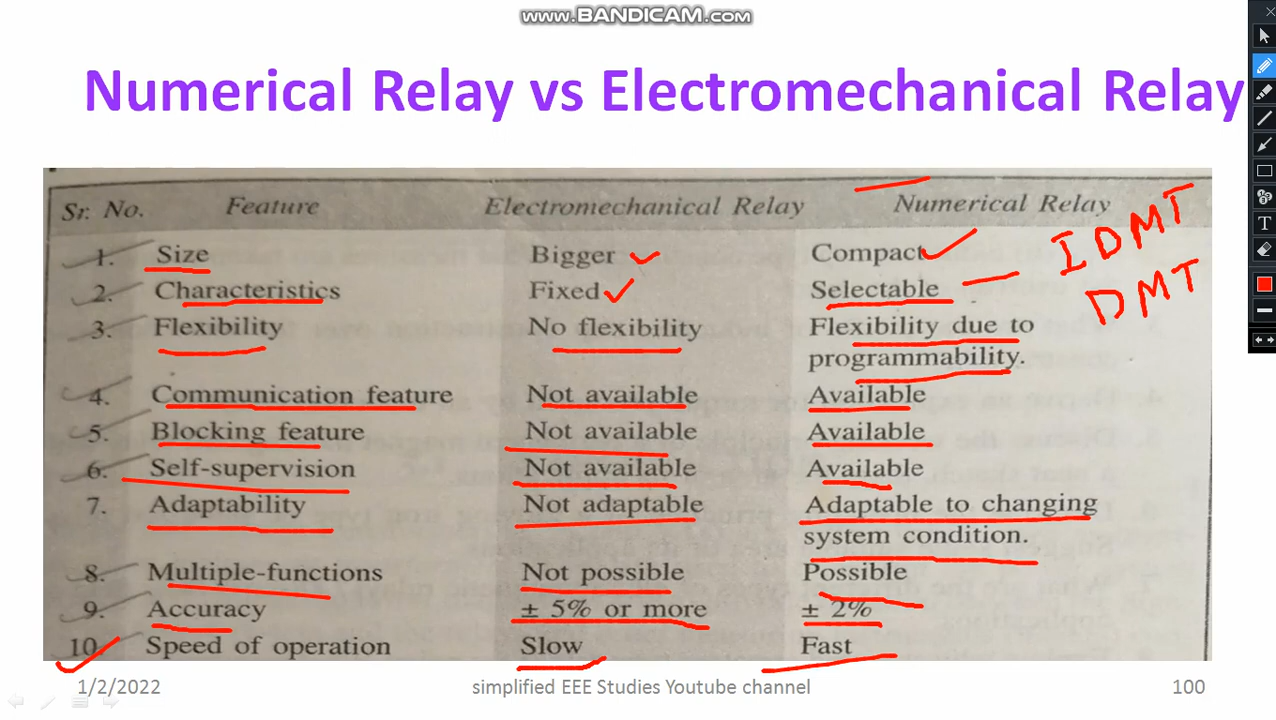 www.BANDICAM.com
Numerical Relay vs Electromechanical Relay
Sr. No. Feature Electromechanical Relay Numerical Relay
1. Size Bigger Compact
IDMT
2. Characteristics Fixed Selectable
DMT
3. Flexibility No flexibility Flexibility due to
programmability.
4. Communication feature Not available Available
5. Blocking feature Not available Available
6. Self-supervision Not available Available
7. Adaptability Not adaptable Adaptable to changing
system condition.
8. Multiple-functions Not possible Possible
9. Accuracy ± 5% or more ± 2%
10. Speed of operation Slow Fast
1/2/2022 simplified EEE Studies Youtube channel 100